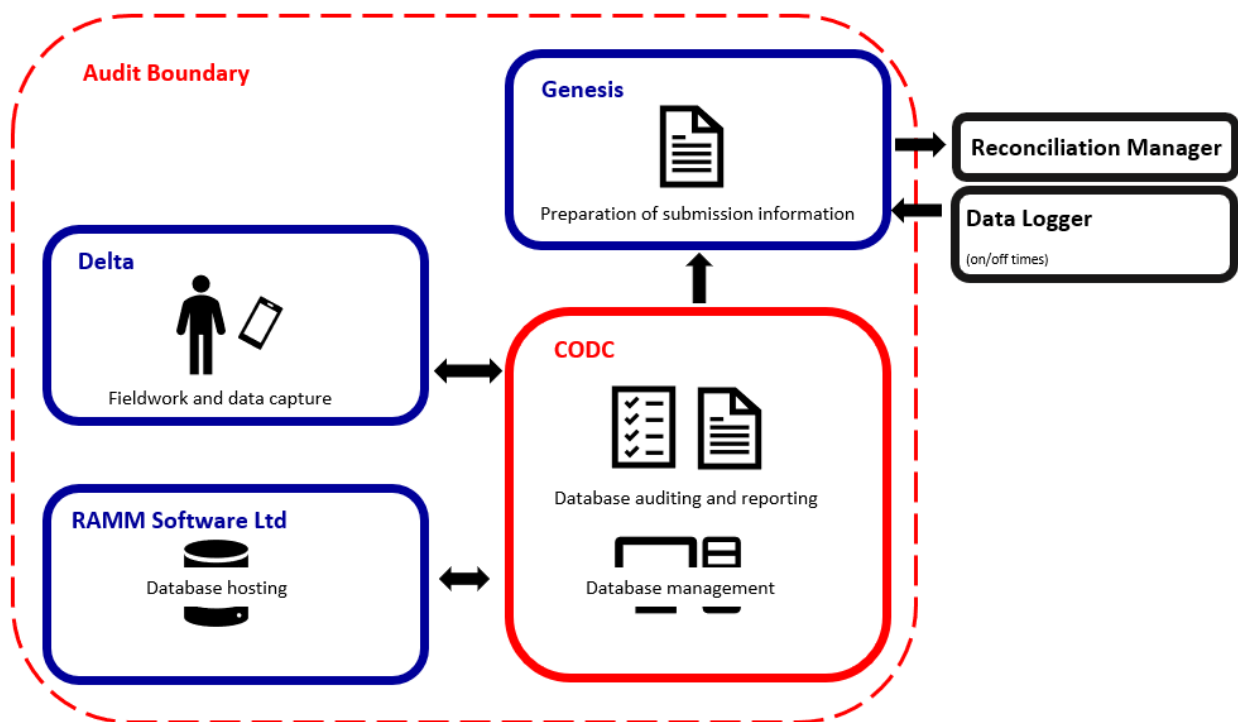 Audit Boundary
Genesis
Preparation of submission information
Reconciliation Manager
Data Logger
(on/off times)
Delta
Fieldwork and data capture
CODC
Database auditing and reporting
Database management
RAMM Software Ltd
Database hosting